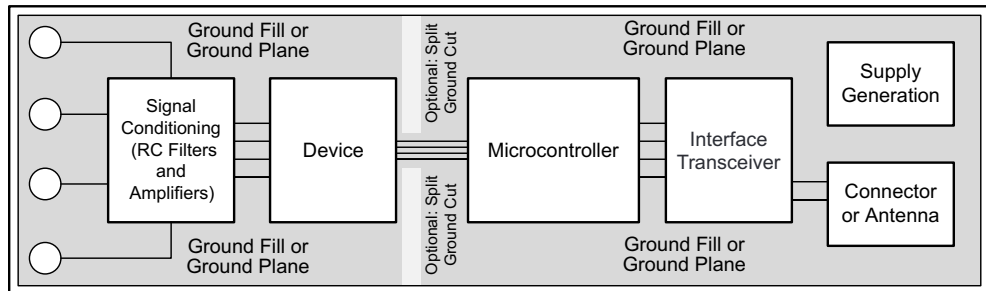 Ground Fill or
Ground Plane
Optional: Split
Ground Cut
Ground Fill or
Ground Plane
Signal
Conditioning
(RC Filters
and
Amplifiers)
Device
Microcontroller
Interface
Transceiver
Supply
Generation
Connector
or Antenna
Ground Fill or
Ground Plane
Optional: Split
Ground Cut
Ground Fill or
Ground Plane